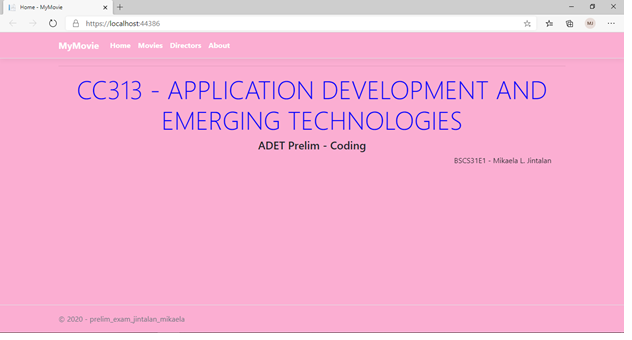 Home - MyMovie
https://localhost:44386
MJ
MyMovie Home Movies Directors About
CC313 - APPLICATION DEVELOPMENT AND
EMERGING TECHNOLOGIES
ADET Prelim - Coding
BSCS31E1 - Mikaela L. Jintalan
© 2020 - prelim_exam_jintalan_mikaela